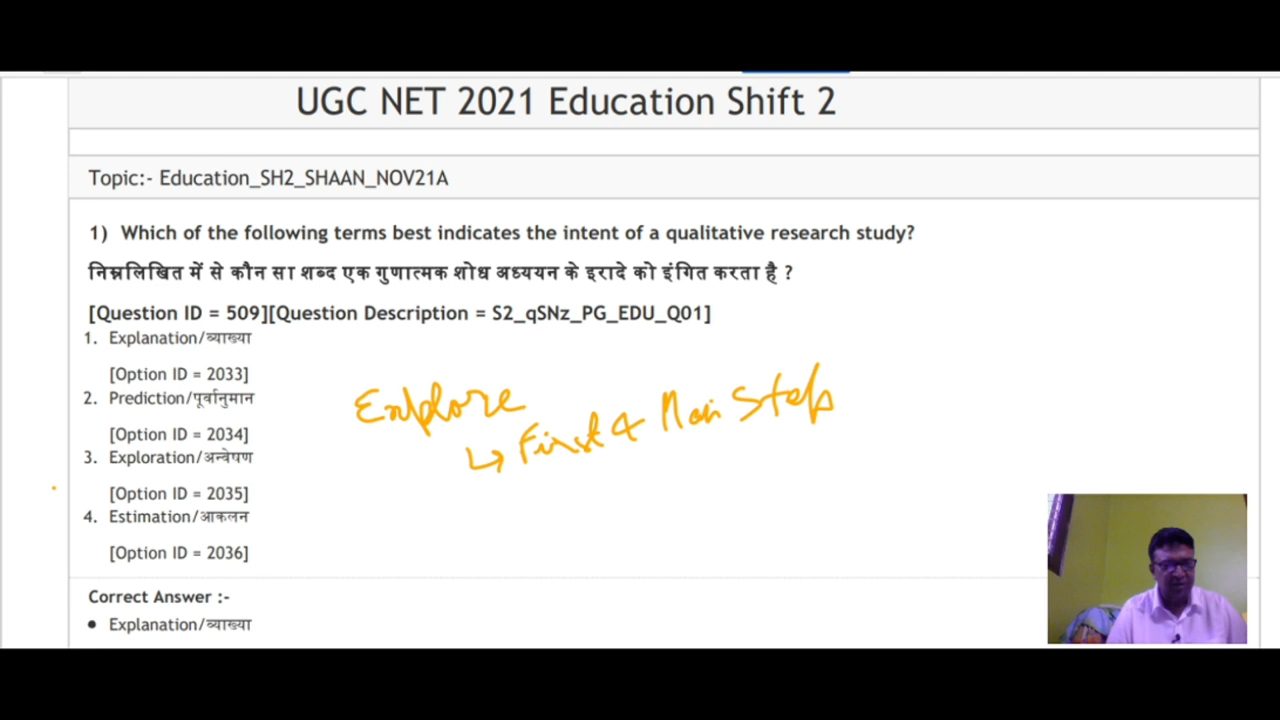 UGC NET 2021 Education Shift 2
Topic:- Education_SH2_SHAAN_NOV21A
1) Which of the following terms best indicates the intent of a qualitative research study?
निम्नलिखित में से कौन सा शब्द एक गुणात्मक शोध अध्ययन के इरादे को इंगित करता है ?
[Question ID = 509][Question Description = S2_qSNz_PG_EDU_Q01]
1. Explanation/व्याख्या
[Option ID = 2033]
2. Prediction/पूर्वानुमान
[Option ID = 2034]
3. Exploration/अन्वेषण
[Option ID = 2035]
4. Estimation/आकलन
[Option ID = 2036]
Explore
First & Main Step
Correct Answer :-
• Explanation/व्याख्या